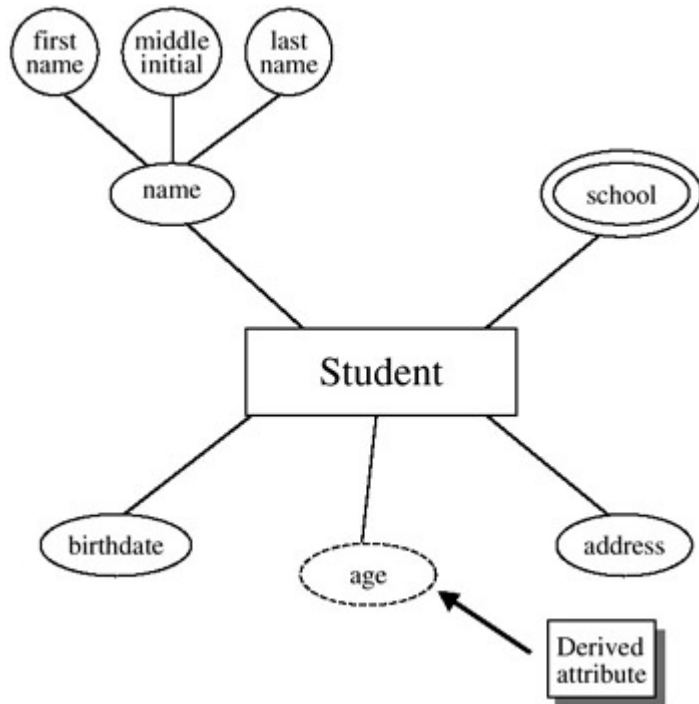 first
name
middle
initial
last
name
name
school
Student
birthdate
age
address
Derived
attribute